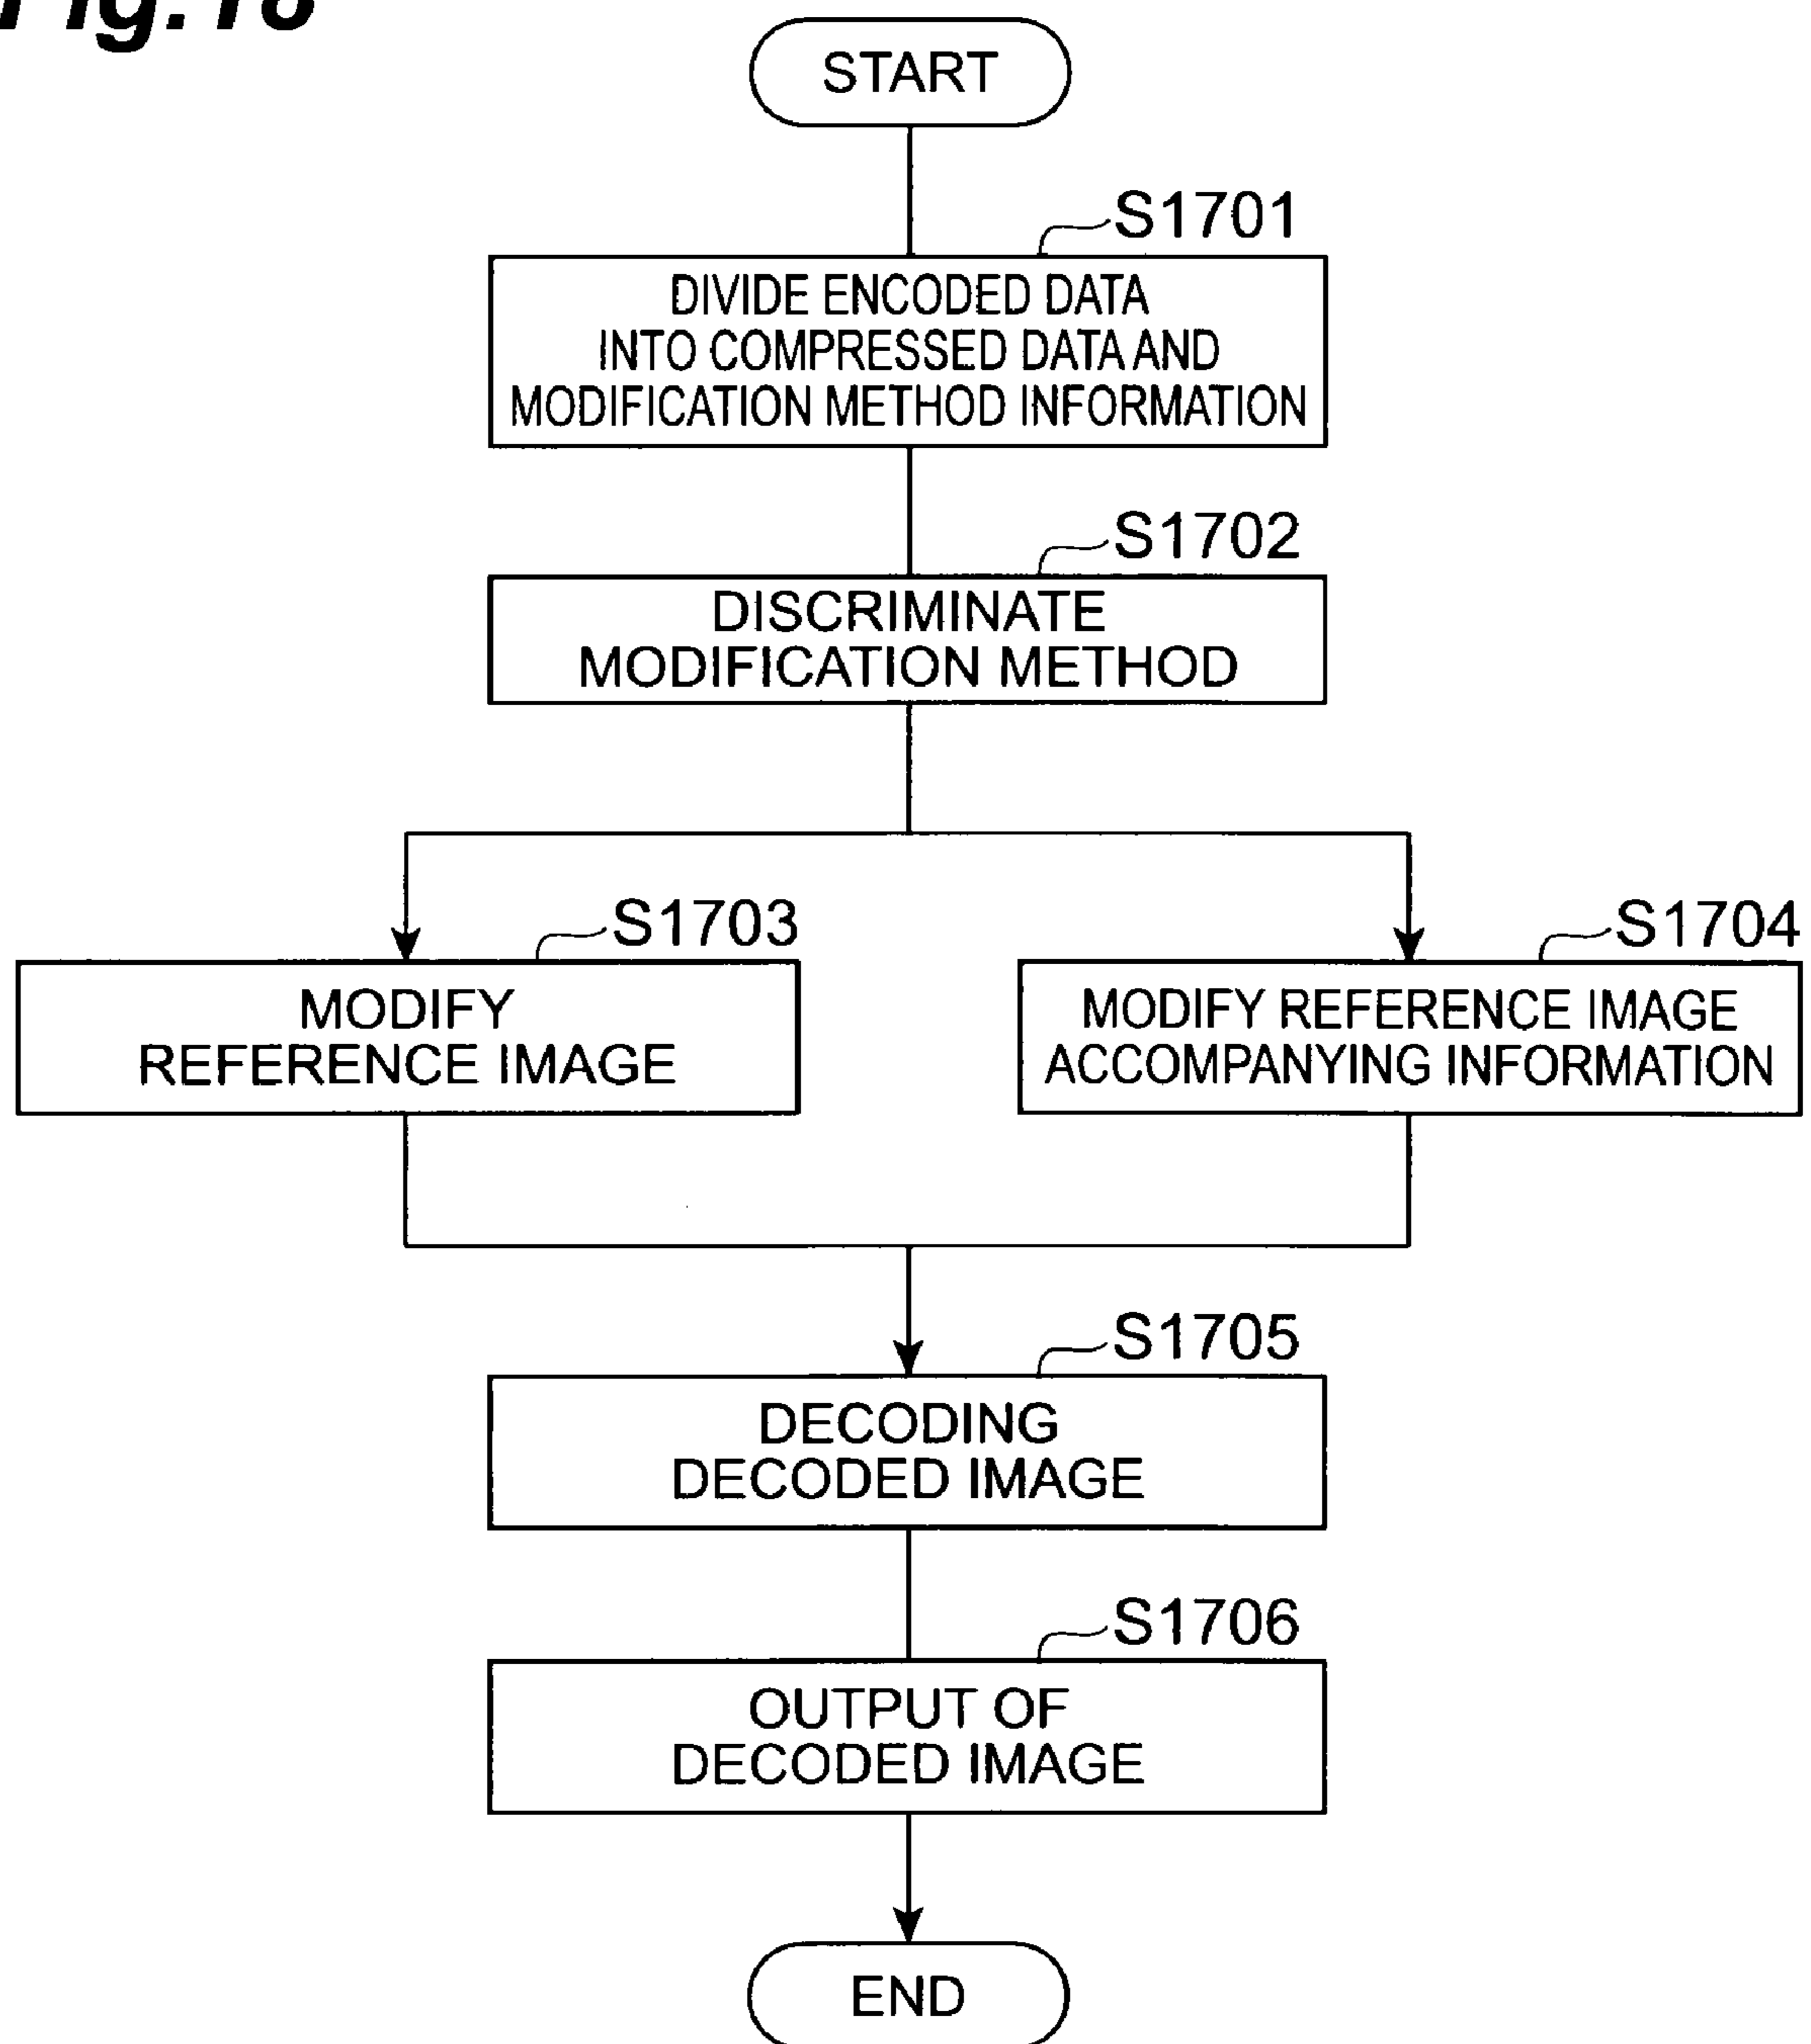 START
S1701
DIVIDE ENCODED DATA
INTO COMPRESSED DATA AND
MODIFICATION METHOD INFORMATION
S1702
DISCRIMINATE
MODIFICATION METHOD
S1703
MODIFY
REFERENCE IMAGE
S1704
MODIFY REFERENCE IMAGE
ACCOMPANYING INFORMATION
S1705
DECODING
DECODED IMAGE
S1706
OUTPUT OF
DECODED IMAGE
END